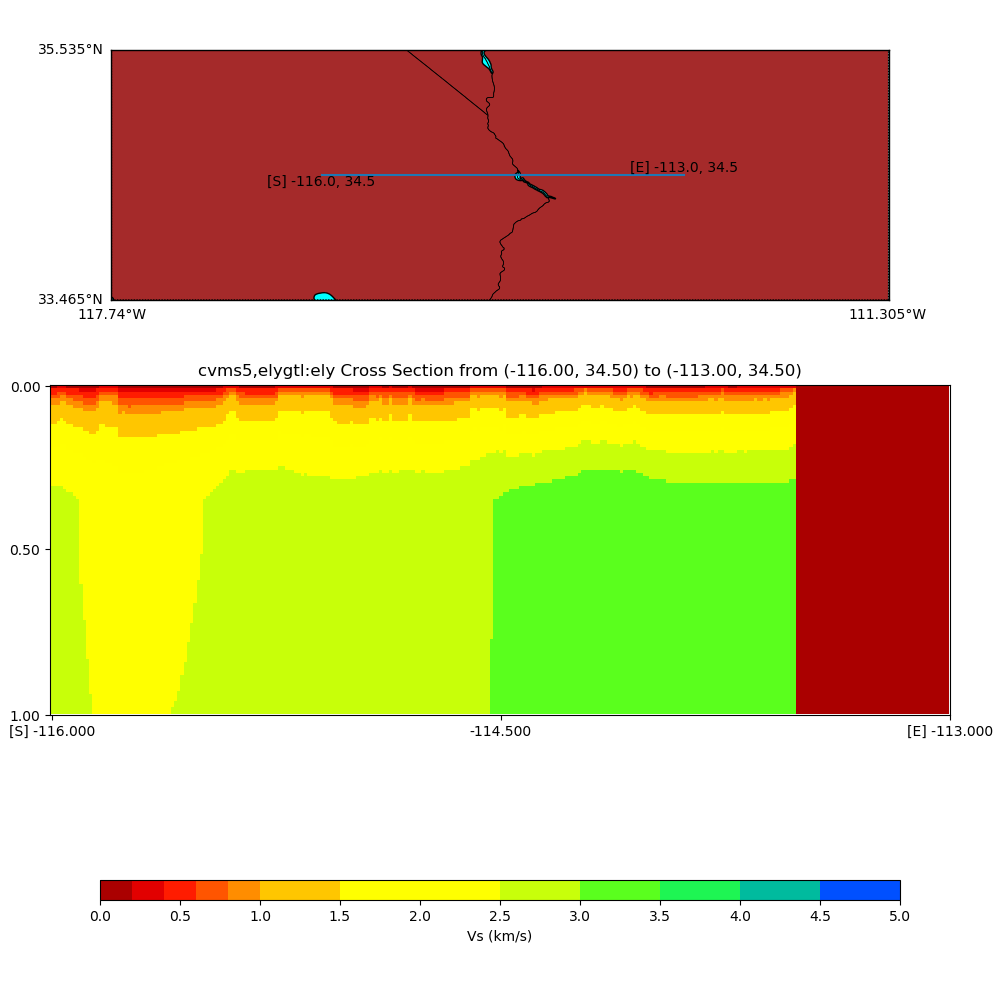 35.535°N
[E] -113.0, 34.5
[S] -116.0, 34.5
33.465°N
117.74°W 111.305°W
cvms5,elygtl:ely Cross Section from (-116.00, 34.50) to (-113.00, 34.50)
0.00
0.50
1.00
[S] -116.000 -114.500 [E] -113.000
0.0 0.5 1.0 1.5 2.0 2.5 3.0 3.5 4.0 4.5 5.0
Vs (km/s)